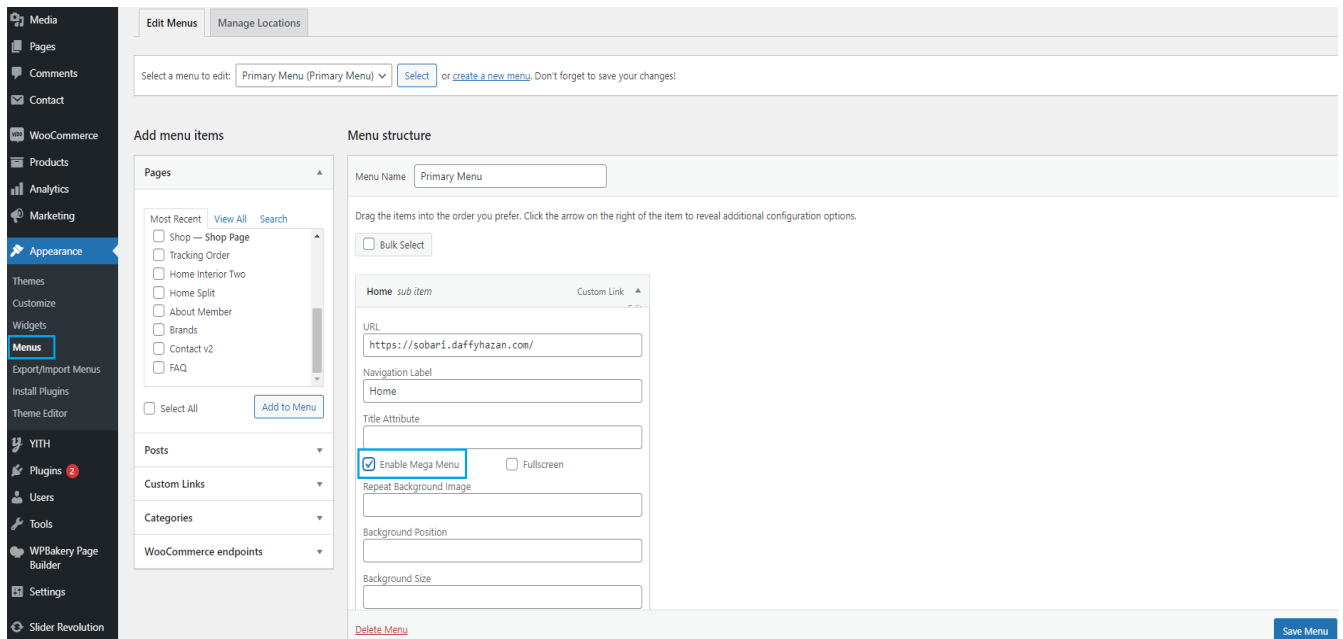 Media
Pages
Comments
Contact
WooCommerce
Products
Analytics
Marketing
Appearance
Themes
Customize
Widgets
Menus
Export/Import Menus
Install Plugins
Theme Editor
YITH
Plugins 2
Users
Tools
WPBakery Page
Builder
Settings
Slider Revolution
Edit Menus Manage Locations
Select a menu to edit: Primary Menu (Primary Menu) Select or create a new menu. Don't forget to save your changes!
Add menu items
Pages
Most Recent View All Search
Shop — Shop Page
Tracking Order
Home Interior Two
Home Split
About Member
Brands
Contact v2
FAQ
Select All Add to Menu
Posts
Custom Links
Categories
WooCommerce endpoints
Menu structure
Menu Name Primary Menu
Drag the items into the order you prefer. Click the arrow on the right of the item to reveal additional configuration options.
Bulk Select
Home sub item Custom Link
URL
https://sobari.daffyhazan.com/
Navigation Label
Home
Title Attribute
Enable Mega Menu Fullscreen
Repeat Background Image
Background Position
Background Size
Delete Menu Save Menu